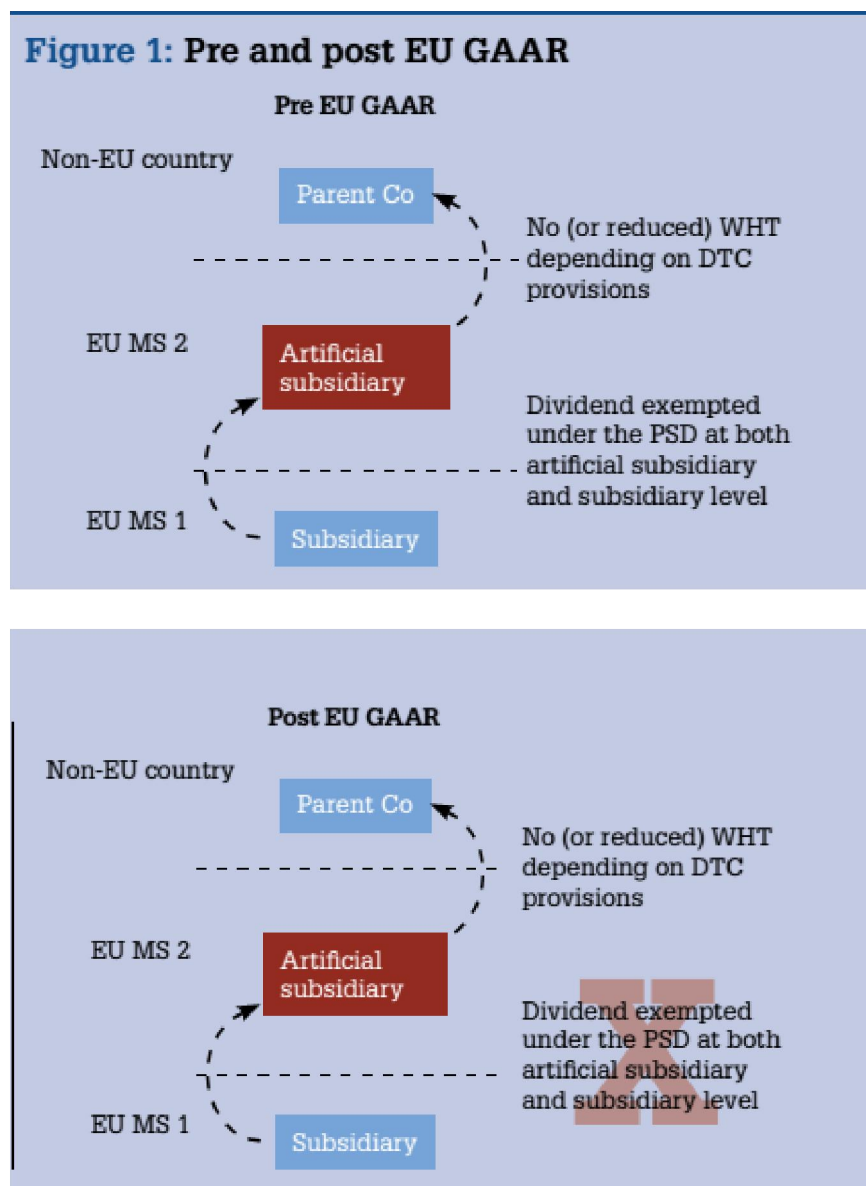 Figure 1: Pre and post EU GAAR
Pre EU GAAR
Non-EU country
Parent Co
No (or reduced) WHT
depending on DTC
provisions
EU MS 2
Artificial
subsidiary
Dividend exempted
under the PSD at both
artificial subsidiary
and subsidiary level
EU MS 1
Subsidiary
Post EU GAAR
Non-EU country
Parent Co
No (or reduced) WHT
depending on DTC
provisions
EU MS 2
Artificial
subsidiary
X
Dividend exempted
under the PSD at both
artificial subsidiary
and subsidiary level
EU MS 1
Subsidiary